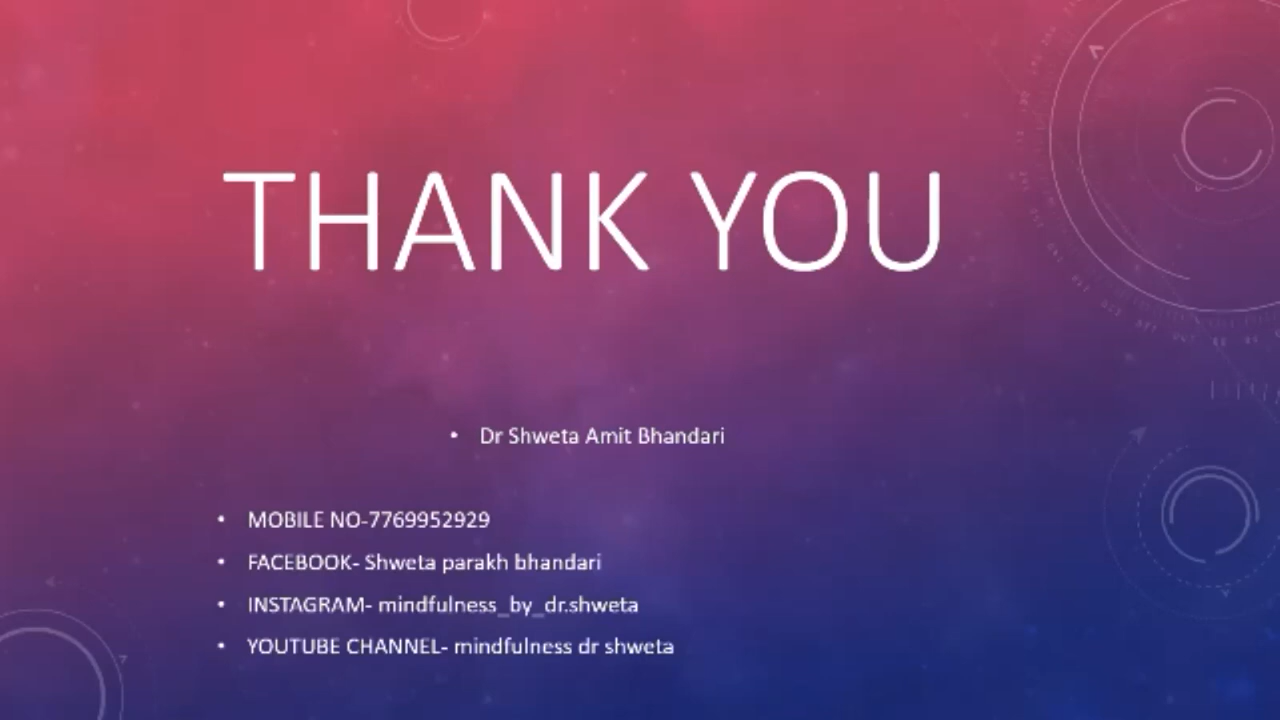 THANK YOU
• Dr Shweta Amit Bhandari
• MOBILE NO-7769952929
• FACEBOOK- Shweta parakh bhandari
• INSTAGRAM- mindfulness_by_dr.shweta
• YOUTUBE CHANNEL- mindfulness dr shweta